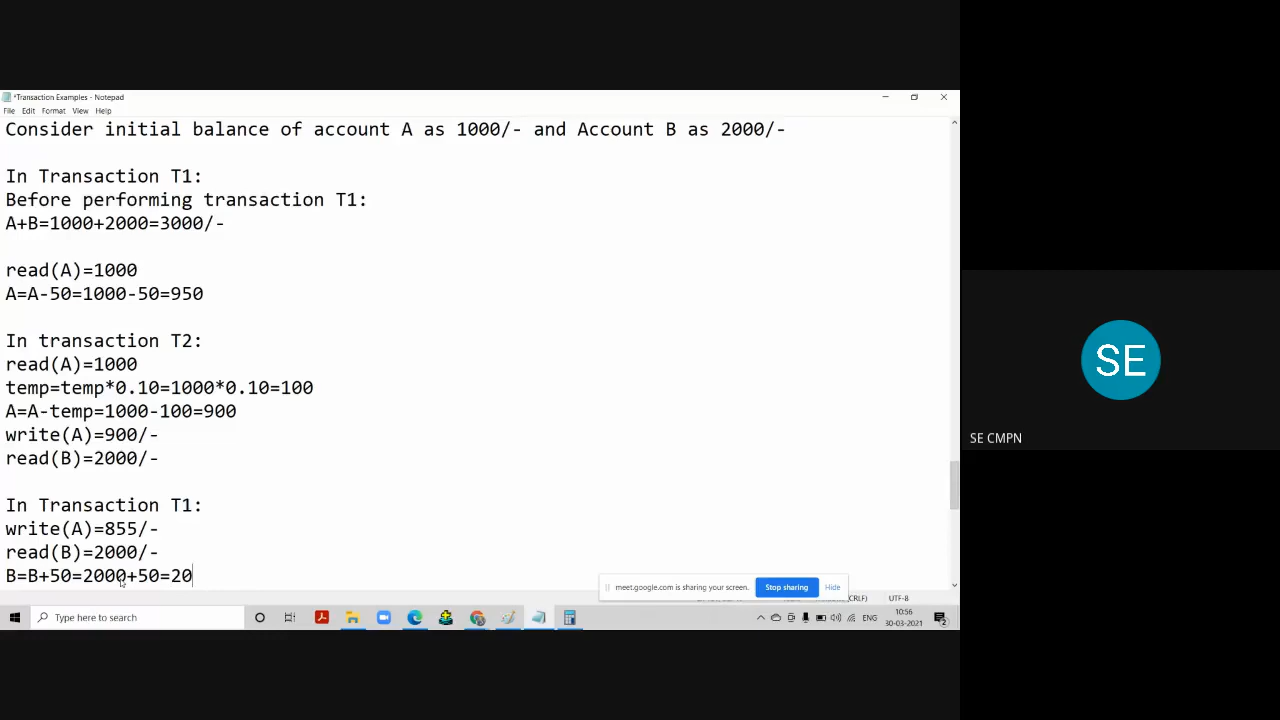 *Transaction Examples - Notepad
File Edit Format View Help
Consider initial balance of account A as 1000/- and Account B as 2000/-
In Transaction T1:
Before performing transaction T1:
A+B=1000+2000=3000/-
read(A)=1000
A=A-50=1000-50=950
In transaction T2:
read(A)=1000
temp=temp*0.10=1000*0.10=100
A=A-temp=1000-100=900
write(A)=900/-
read(B)=2000/-
In Transaction T1:
write(A)=855/-
read(B)=2000/-
B=B+50=2000+50=20
meet.google.com is sharing your screen. Stop sharing Hide
(CRLF) UTF-8
Type here to search
ENG
10:56
30-03-2021
2
SE
SE CMPN